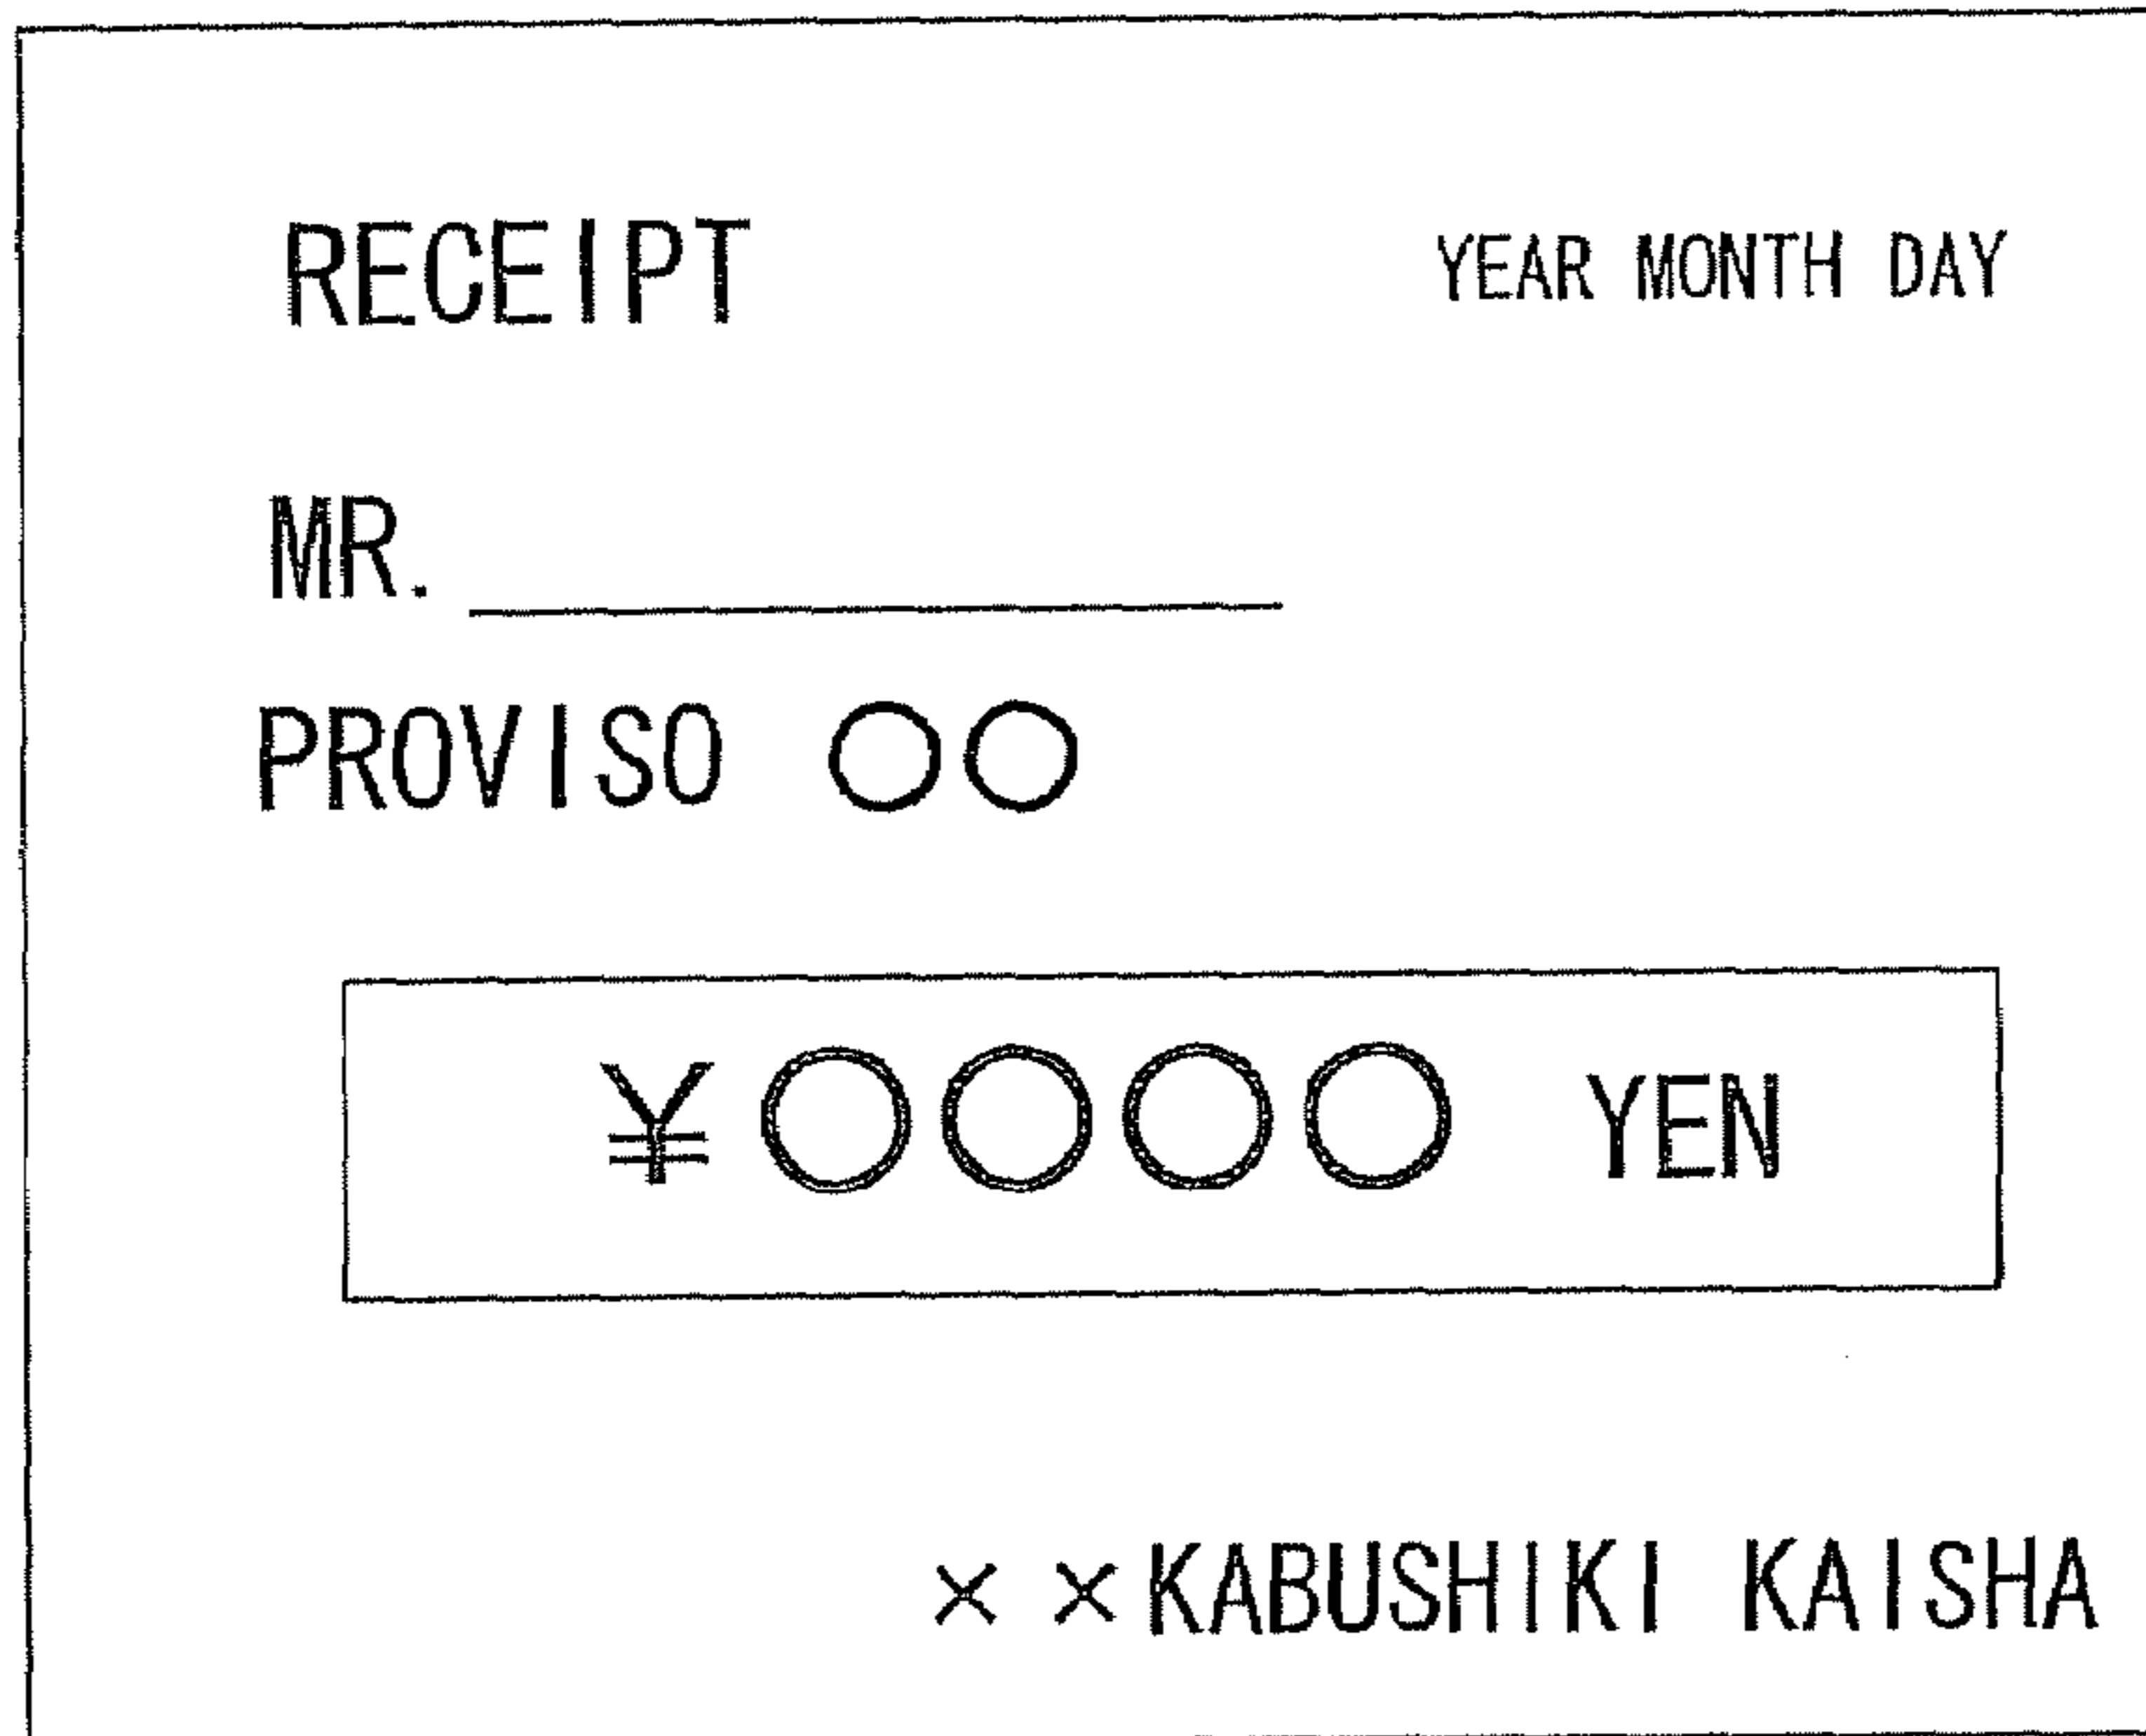 RECEIPT YEAR MONTH DAY
MR.
PROVISO ○○
¥○○○○ YEN
××KABUSHIKI KAISHA